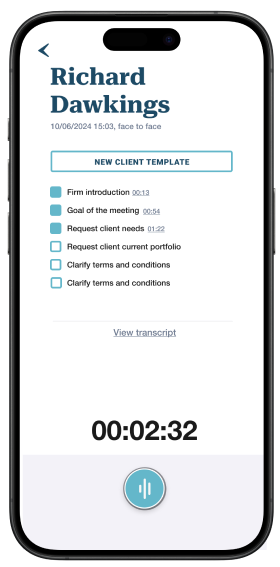 Richard
Dawkings
10/06/2024 15:03, face to face
NEW CLIENT TEMPLATE
Firm introduction 00:13
Goal of the meeting 00:54
Request client needs 01:22
Request client current portfolio
Clarify terms and conditions
Clarify terms and conditions
View transcript
00:02:32